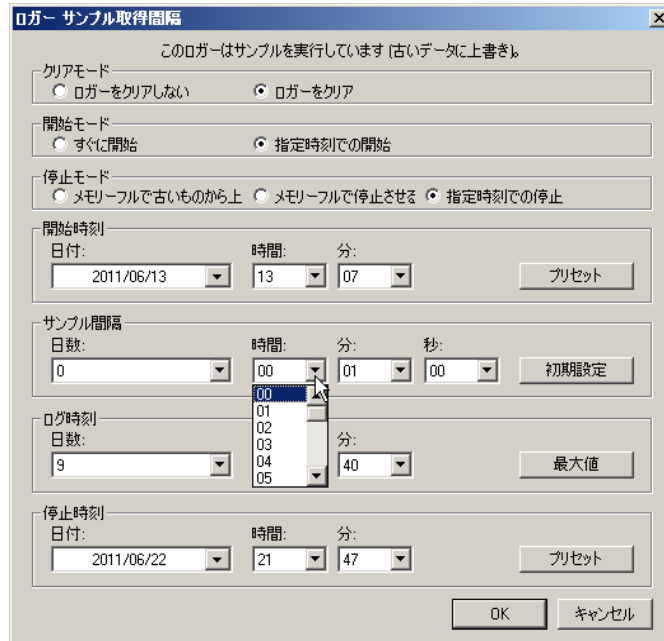 ロガー サンプル取得間隔
このロガーはサンプルを実行しています (古いデータに上書き)。
クリアモード
ロガーをクリアしない ロガーをクリア
開始モード
すぐに開始 指定時刻での開始
停止モード
メモリーフルで古いものから上 メモリーフルで停止させる 指定時刻での停止
開始時刻
日付: 時間: 分:
2011/06/13 13 07 プリセット
サンプル間隔
日数: 時間: 分: 秒:
0 00 01 00 初期設定
00
01
02
03
04
05
ログ時刻
日数: 分:
9 40 最大値
停止時刻
日付: 時間: 分:
2011/06/22 21 47 プリセット
OK キャンセル